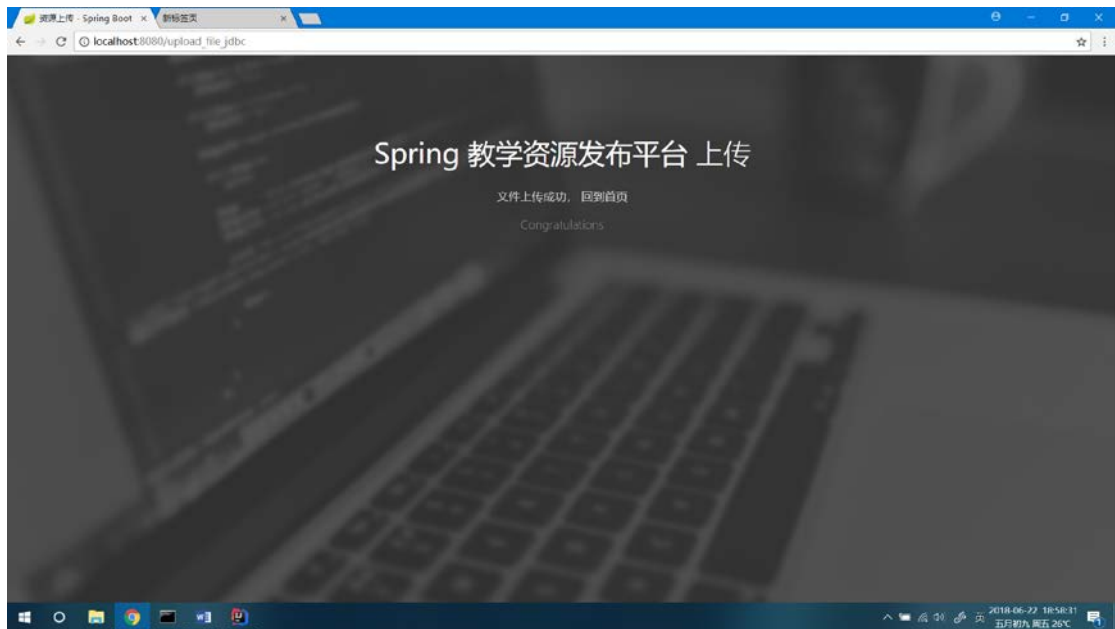 资源上传 - Spring Boot
新标签页
localhost:8080/upload_file_jdbc
Spring 教学资源发布平台 上传
文件上传成功, 回到首页
Congratulations
英
2018-06-22 18:58:31
五月初九 周五 26℃